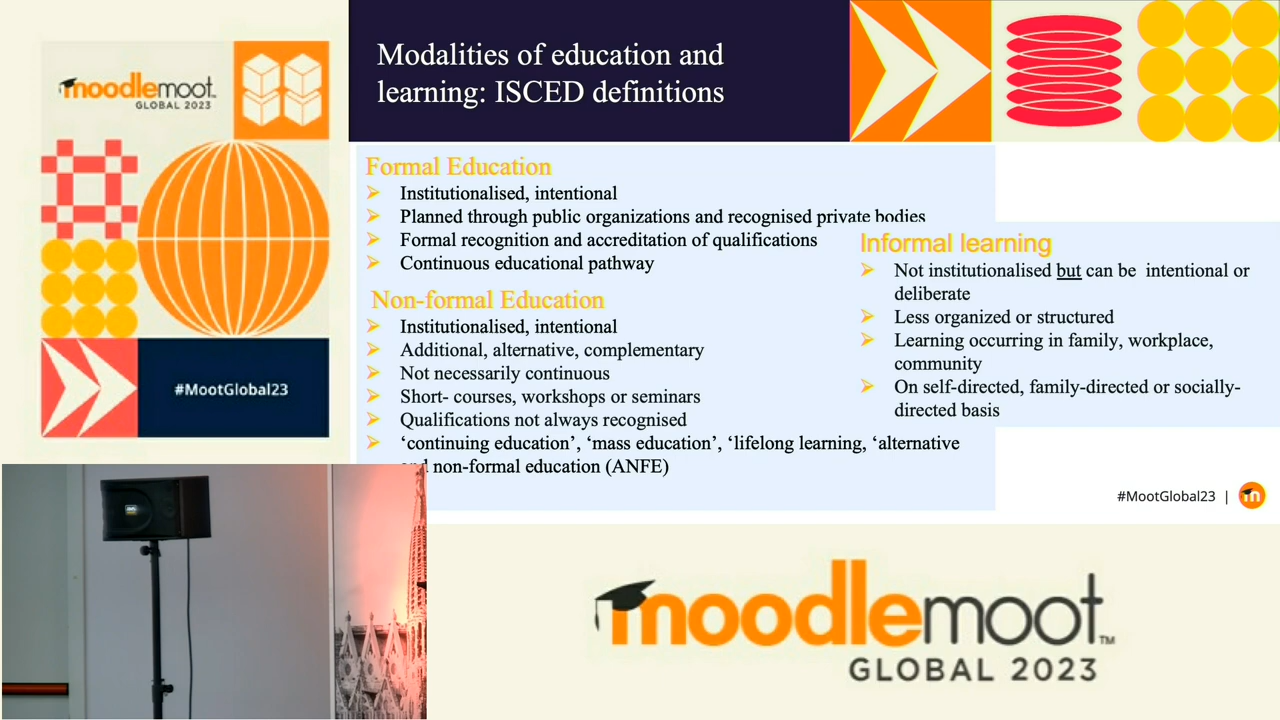 moodlemoot
GLOBAL 2023
#MootGlobal23
Modalities of education and
learning: ISCED definitions
Formal Education
Institutionalised, intentional
Planned through public organizations and recognised private bodies
Formal recognition and accreditation of qualifications
Continuous educational pathway
Non-formal Education
Institutionalised, intentional
Additional, alternative, complementary
Not necessarily continuous
Short- courses, workshops or seminars
Qualifications not always recognised
‘continuing education’, ‘mass education’, ‘lifelong learning, ‘alternative
non-formal education (ANFE)
Informal learning
Not institutionalised but can be intentional or
deliberate
Less organized or structured
Learning occurring in family, workplace,
community
On self-directed, family-directed or socially-
directed basis
#MootGlobal23 |
moodlemoot™
GLOBAL 2023